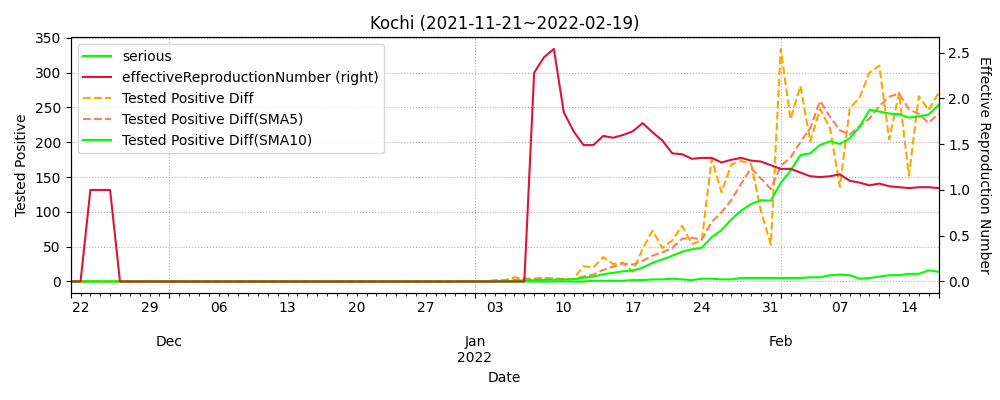 Kochi (2021-11-21~2022-02-19)
serious
effectiveReproductionNumber (right)
Tested Positive Diff
Tested Positive Diff(SMA5)
Tested Positive Diff(SMA10)
Tested Positive
350
300
250
200
150
100
50
0
2.5
2.0
1.5
1.0
0.5
0.0
Effective Reproduction Number
22 29 06 13 20 27 03 10 17 24 31 07 14
Dec Jan Feb
2022
Date